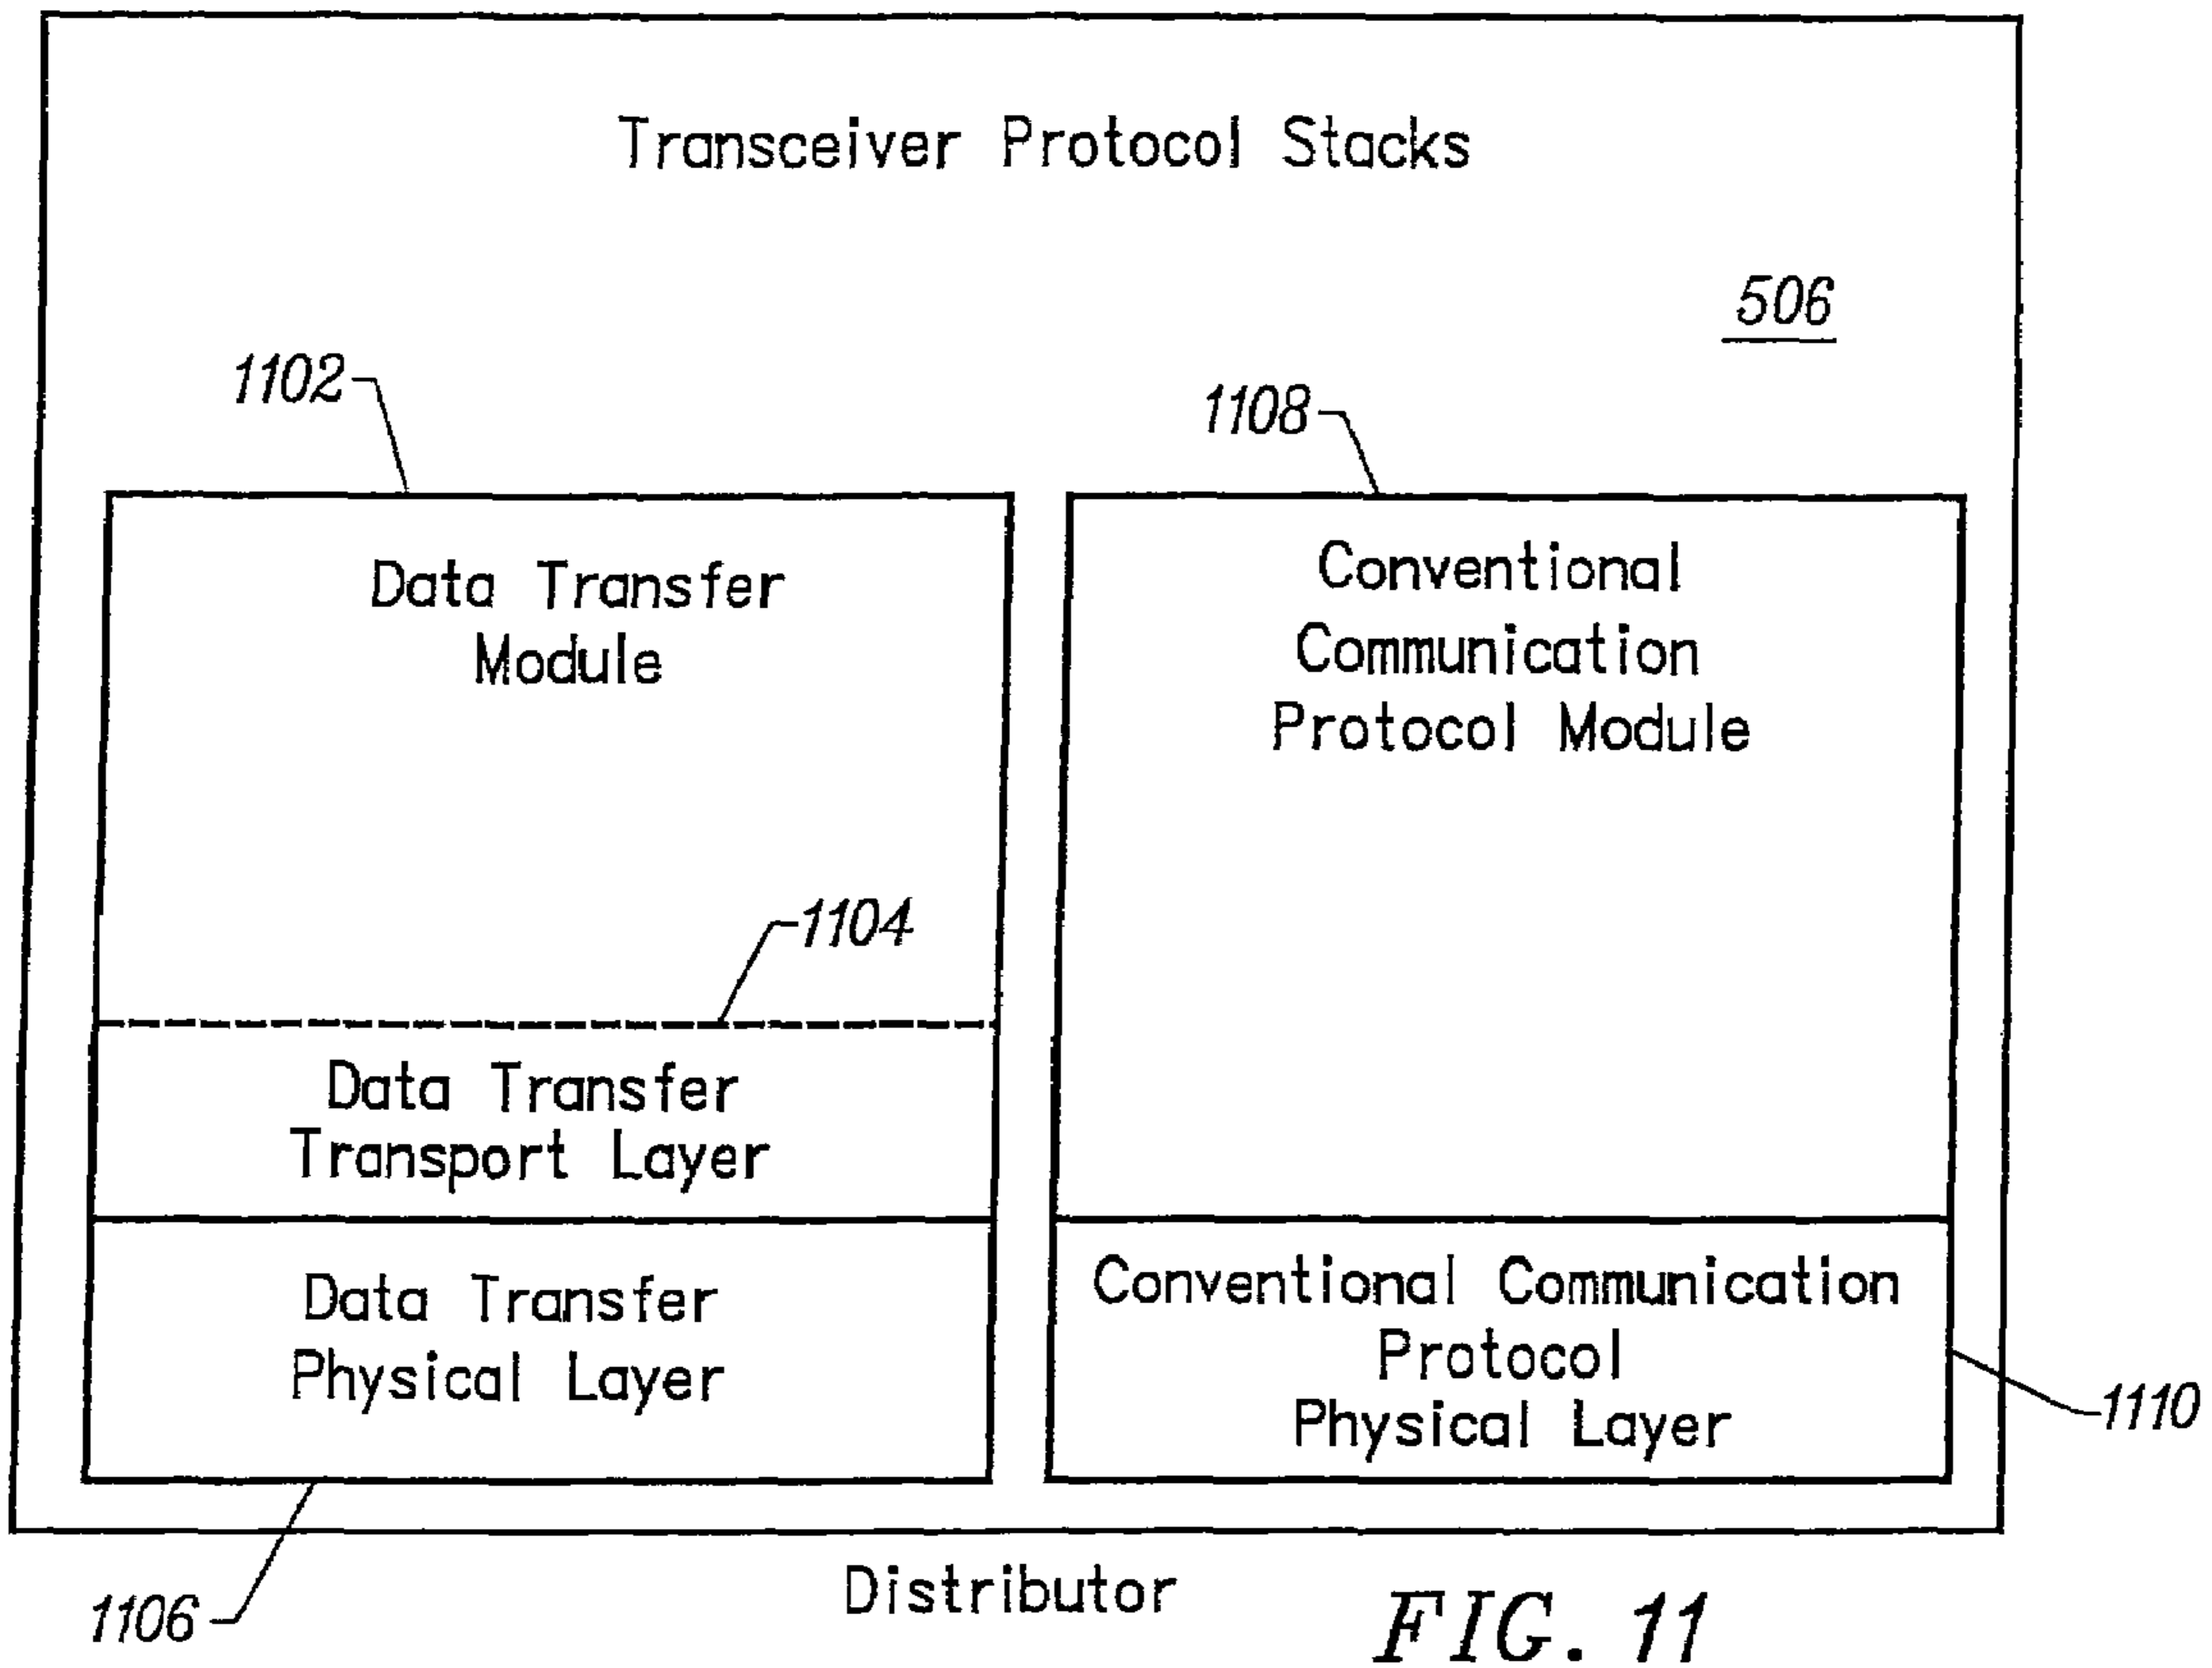 Transceiver Protocol Stacks
506
1102
1108
Data Transfer
Module
Conventional
Communication
Protocol Module
1104
Data Transfer
Transport Layer
Data Transfer
Physical Layer
Conventional Communication
Protocol
Physical Layer
1110
1106
Distributor
FIG. 11